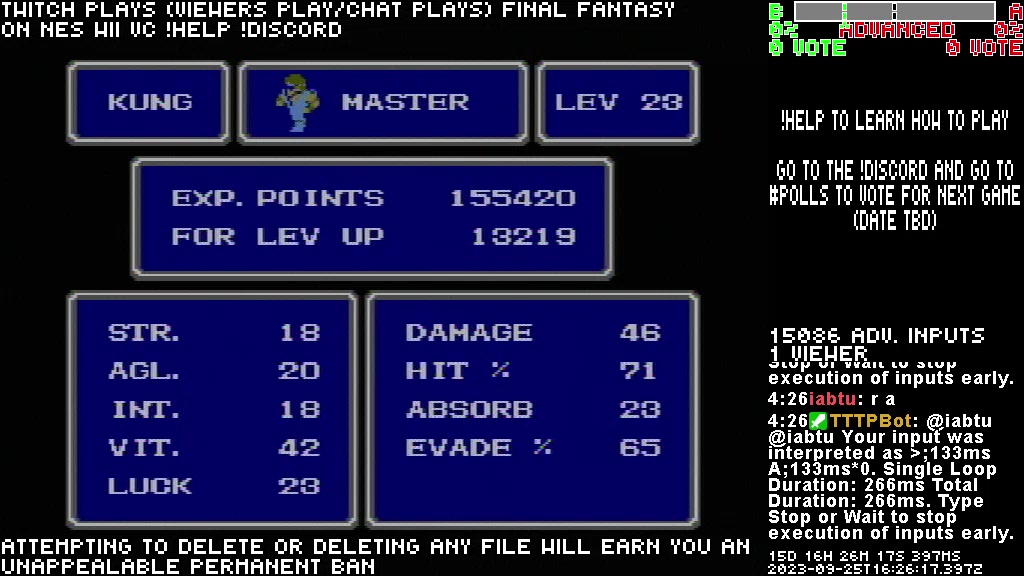 TWITCH PLAYS (VIEWERS PLAY/CHAT PLAYS) FINAL FANTASY
ON NES WII VC !HELP !DISCORD
KUNG
MASTER
LEV 23
EXP. POINTS 155420
FOR LEV UP 13219
STR. 18
AGL. 20
INT. 18
VIT. 42
LUCK 23
DAMAGE 46
HIT % 71
ABSORB 23
EVADE % 65
ATTEMPTING TO DELETE OR DELETING ANY FILE WILL EARN YOU AN
UNAPPEALABLE PERMANENT BAN
B A
0% ADVANCED 0%
0 VOTE 0 VOTE
!HELP TO LEARN HOW TO PLAY
GO TO THE !DISCORD AND GO TO
#POLLS TO VOTE FOR NEXT GAME
(DATE TBD)
15086 ADV. INPUTS
1 VIEWER
Stop or Wait to stop
execution of inputs early.
4:26 iabtu: r a
4:26 TTTPBot: @iabtu
@iabtu Your input was
interpreted as >;133ms
A;133ms*0. Single Loop
Duration: 266ms Total
Duration: 266ms. Type
Stop or Wait to stop
execution of inputs early.
15D 16H 26M 17S 397MS
2023-09-25T16:26:17.397Z